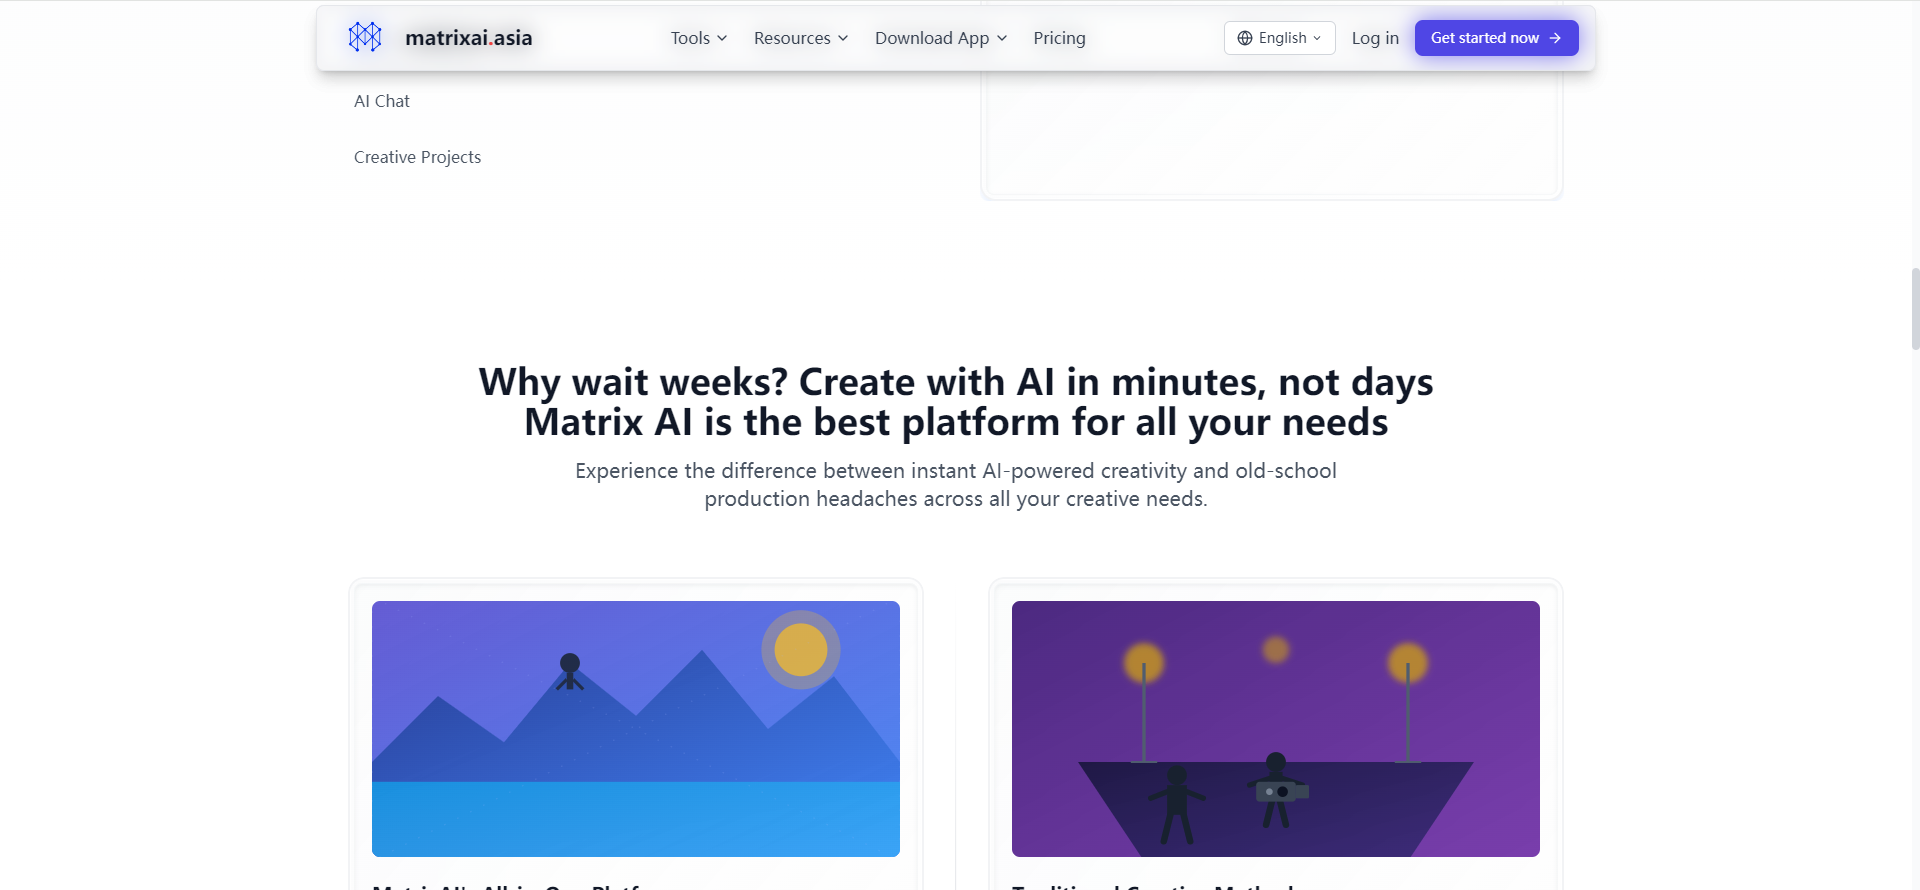 matrixai.asia
Tools
Resources
Download App
Pricing
English
Log in
Get started now
AI Chat
Creative Projects
Why wait weeks? Create with AI in minutes, not days
Matrix AI is the best platform for all your needs
Experience the difference between instant AI-powered creativity and old-school
production headaches across all your creative needs.